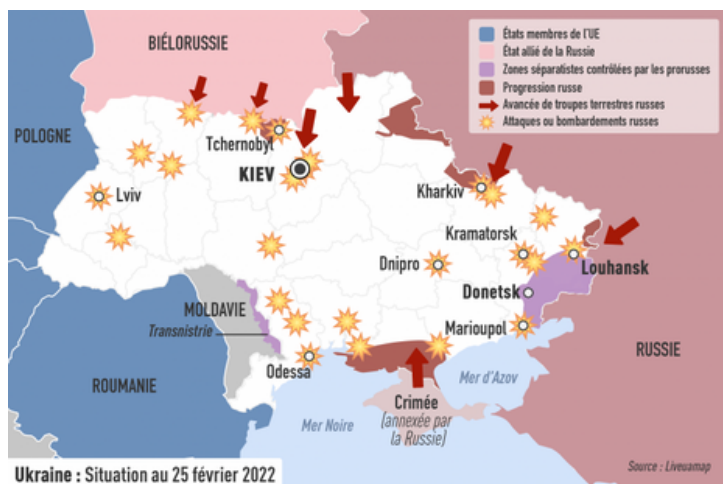 BIÉLORUSSIE
États membres de l'UE
État allié de la Russie
Zones séparatistes contrôlées par les prorusses
Progression russe
Avancée de troupes terrestres russes
Attaques ou bombardements russes
POLOGNE
Tchernobyl
KIEV
Lviv
Kharkiv
Kramatorsk
Dnipro
Louhansk
Donetsk
MOLDAVIE
Transnistrie
Marioupol
RUSSIE
Odessa
Mer d'Azov
ROUMANIE
Crimée
(annexée par
la Russie)
Mer Noire
Ukraine : Situation au 25 février 2022
Source : Liveuamap